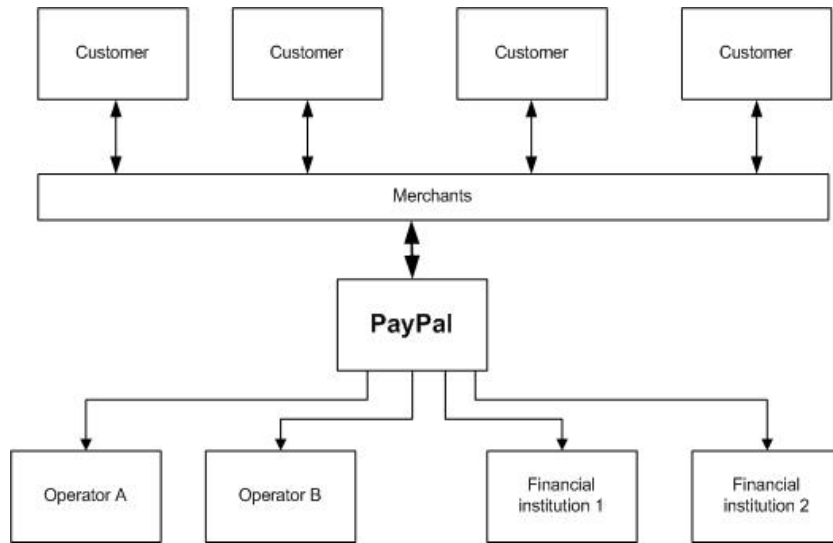 Customer
Customer
Customer
Customer
Merchants
PayPal
Operator A
Operator B
Financial
institution 1
Financial
institution 2